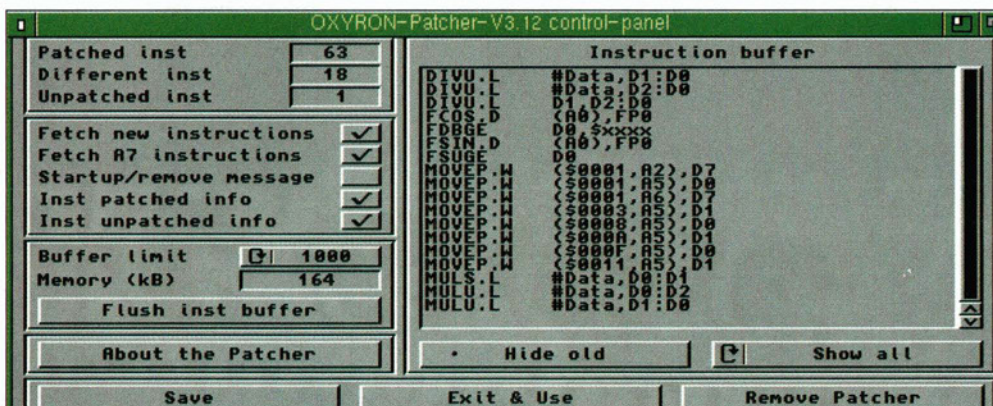 OXYRON-Patcher-V3.12 control-panel
Patched inst 63
Different inst 18
Unpatched inst 1
Fetch new instructions
Fetch A7 instructions
Startup/remove message
Inst patched info
Inst unpatched info
Buffer limit 1000
Memory (kB) 164
Flush inst buffer
About the Patcher
Instruction buffer
DIVU.L #Data,D1:D0
DIVU.L #Data,D2:D0
DIVU.L D1,D2:D0
FCOS.D (A0),FP0
FDBGE D0,$xxxx
FSIN.D (A0),FP0
FSUGE D0
MOVEP.W ($0001,A2),D7
MOVEP.W ($0001,A5),D0
MOVEP.W ($0001,A6),D7
MOVEP.W ($0003,A5),D1
MOVEP.W ($0008,A5),D0
MOVEP.W ($000A,A5),D1
MOVEP.W ($000F,A5),D0
MOVEP.W ($0011,A5),D1
MULS.L #Data,D0:D1
MULU.L #Data,D0:D2
MULU.L #Data,D1:D0
Hide old Show all
Save Exit & Use Remove Patcher